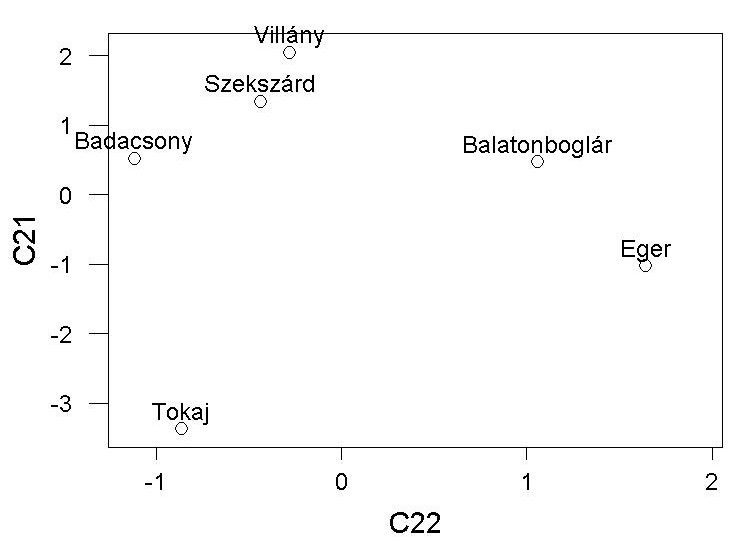 Villány
2
Szekszárd
1
Badacsony
Balatonboglár
0
C21
Eger
-1
-2
-3
Tokaj
-1 0 1 2
C22